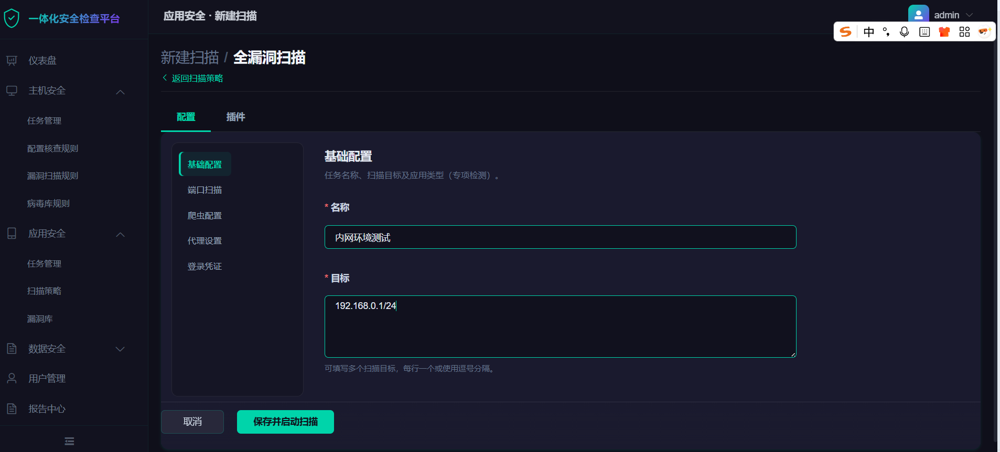 一体化安全检查平台
应用安全 · 新建扫描
admin
中
仪表盘
主机安全
任务管理
配置核查规则
漏洞扫描规则
病毒库规则
应用安全
任务管理
扫描策略
漏洞库
数据安全
用户管理
报告中心
新建扫描 / 全漏洞扫描
返回扫描策略
配置 插件
基础配置
端口扫描
爬虫配置
代理设置
登录凭证
基础配置
任务名称、扫描目标及应用类型（专项检测）。
* 名称
内网环境测试
* 目标
192.168.0.1/24
可填写多个扫描目标，每行一个或使用逗号分隔。
取消 保存并启动扫描